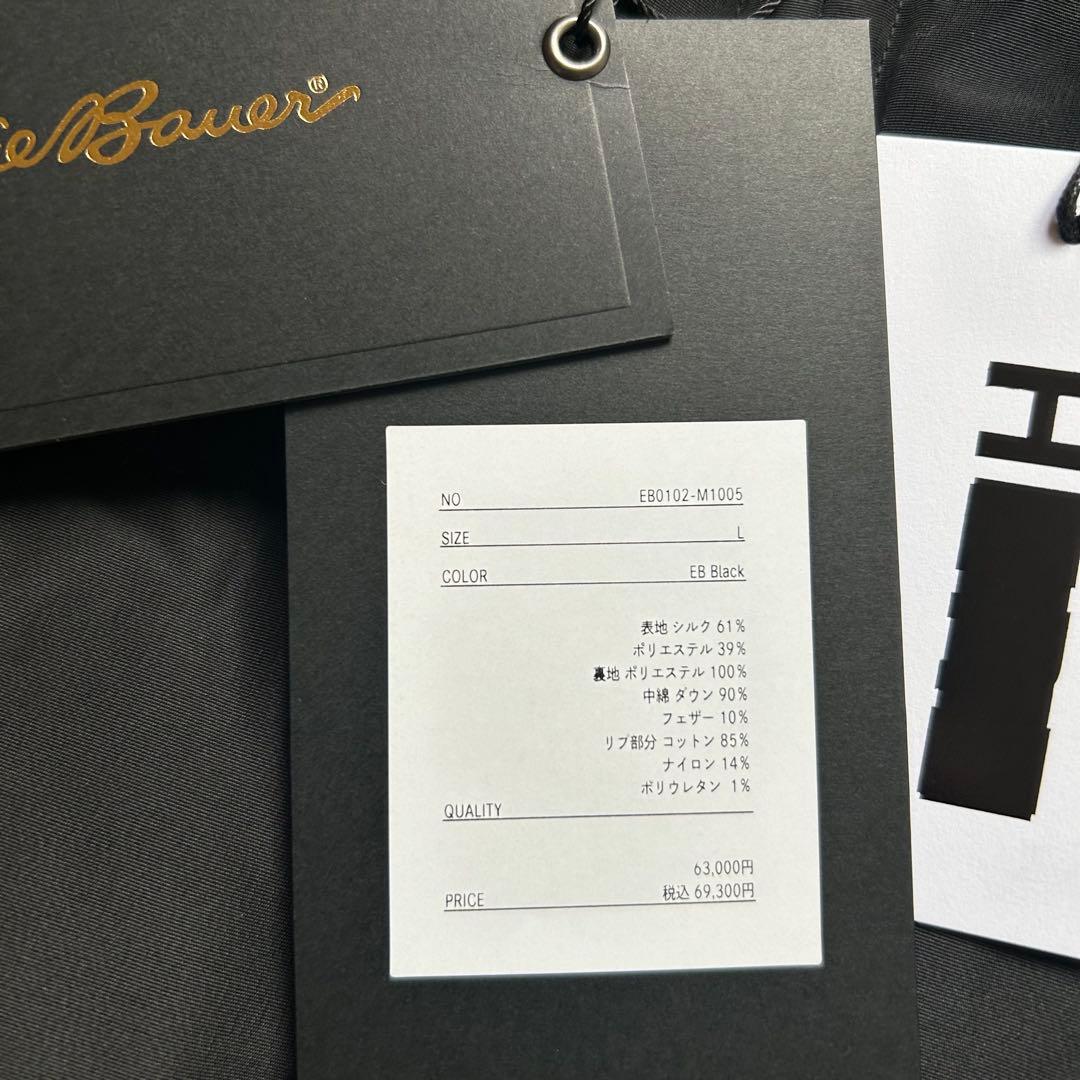 Bauer®
NO EB0102-M1005
SIZE L
COLOR EB Black
表地 シルク 61%
ポリエステル 39%
裏地 ポリエステル 100%
中綿 ダウン 90%
フェザー 10%
リブ部分 コットン 85%
ナイロン 14%
ポリウレタン 1%
QUALITY
63,000円
PRICE 税込 69,300円
H